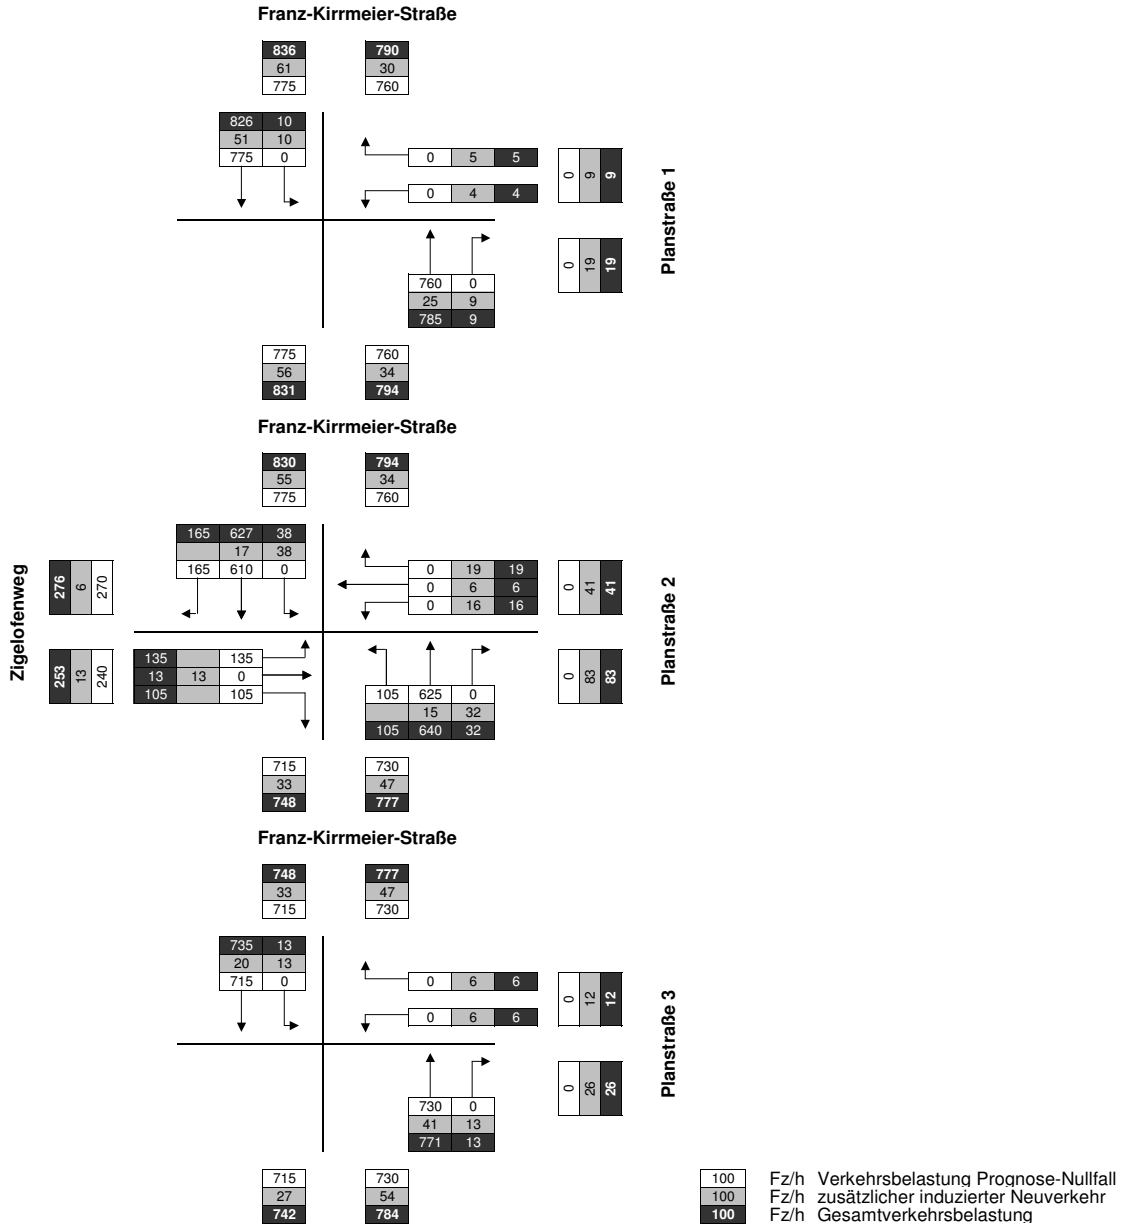 Franz-Kirrmeier-Straße
836 790
61 30
775 760
826 10
51 10
775 0
0 5 5
0 4 4
0 9 9
Planstraße 1
0 19 19
760 0
25 9
785 9
775 760
56 34
831 794
Franz-Kirrmeier-Straße
830 794
55 34
775 760
165 627 38
17 38
165 610 0
Zigelofenweg
276 6 270
0 19 19
0 6 6
0 16 16
0 41 41
Planstraße 2
253 13 240
135 135
13 13 0
105 105
105 625 0
15 32
105 640 32
0 83 83
715 730
33 47
748 777
Franz-Kirrmeier-Straße
748 777
33 47
715 730
735 13
20 13
715 0
0 6 6
0 6 6
0 12 12
Planstraße 3
0 26 26
730 0
41 13
771 13
715 730
27 54
742 784
100 Fz/h Verkehrsbelastung Prognose-Nullfall
100 Fz/h zusätzlicher induzierter Neuverkehr
100 Fz/h Gesamtverkehrsbelastung